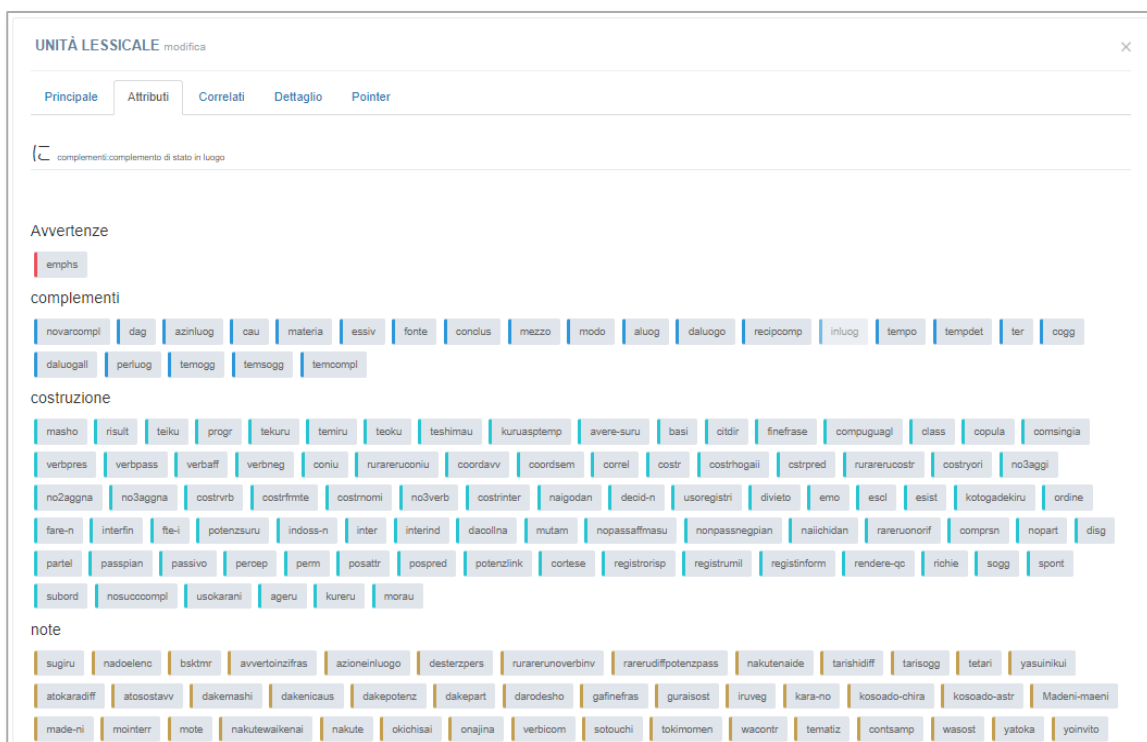 UNITÀ LESSICALE modifica ×
Principale Attributi Correlati Dettaglio Pointer
に complementi:complemento di stato in luogo
Avvertenze
emphs
complementi
novarcompl dag azinluog cau materia essiv fonte conclus mezzo modo aluog daluogo recipcomp inluog tempo tempdet ter cogg
daluogall perluog temogg temsogg temcompl
costruzione
masho risult teiku progr tekuru temiru teoku teshimau kuruasptemp avere-suru basi citdir finefrase compuguagl class copula comsingia
verbpres verbpass verbaff verbneg coniu rurareruconiu coordavv coordsem correl costr costrhogaii cstrpred rurarerucostr costryori no3aggi
no2aggna no3aggna costrvrb costrfrmte costrnomi no3verb costrinter naigodan decid-n usoregistri divieto emo escl esist kotogadekiru ordine
fare-n interfin fte-i potenzsuru indoss-n inter interind dacollna mutam nopassaffmasu nonpassnegpian naiichidan rareruonorif comprsn nopart disg
partel passpian passivo percep perm posattr pospred potenzlink cortese registrorisp registrumil registinform rendere-qc richie sogg spont
subord nosucccompl usokarani ageru kureru morau
note
sugiru nadoelenc bsktmr avvertoinzifras azioneinluogo desterzpers rurarerunoverbinv rarerudiffpotenzpass nakutenaide tarishidiff tarisogg tetari yasuinikui
atokaradiff atosostavv dakemashi dakenicaus dakepotenz dakepart darodesho gafinefras guraisost iruveg kara-no kosoado-chira kosoado-astr Madeni-maeni
made-ni mointerr mote nakutewaikenai nakute okichisai onajina verbicom sotouchi tokimomen wacontr tematiz contsamp wasost yatoka yoinvito